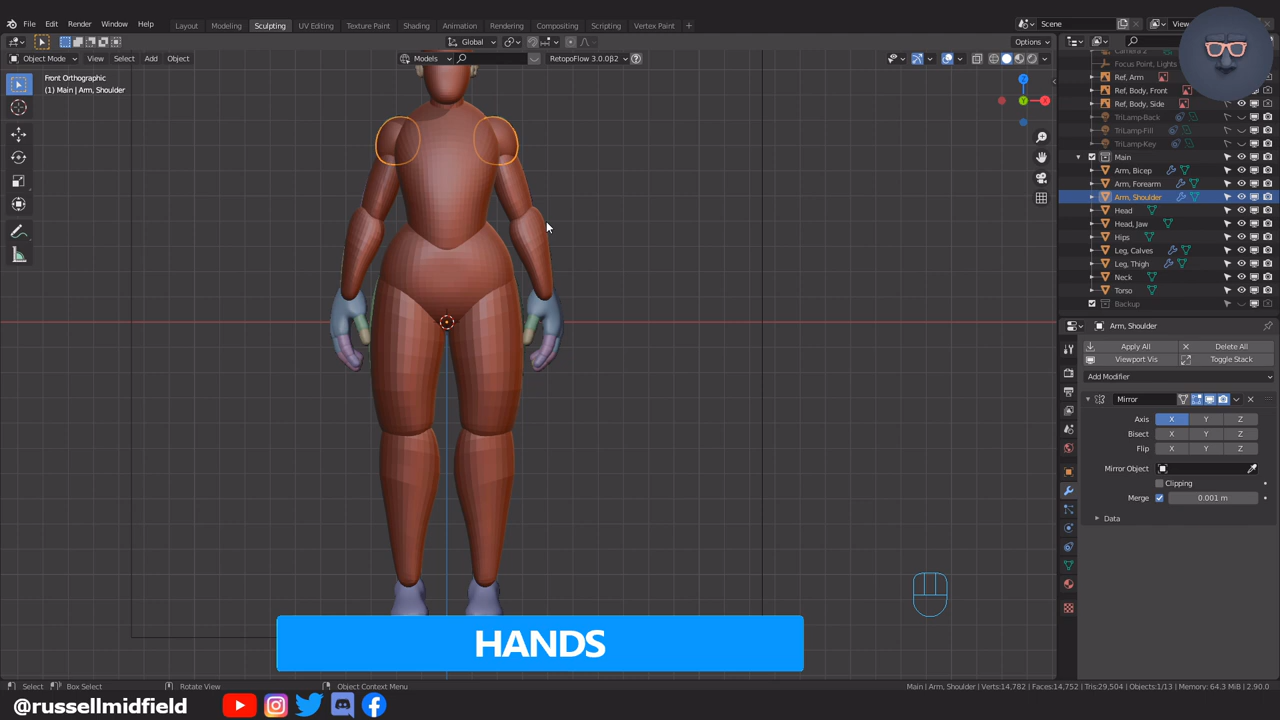 File Edit Render Window Help Layout Modeling Sculpting UV Editing Texture Paint Shading Animation Rendering Compositing Scripting Vertex Paint + Scene
Global Options
Object Mode View Select Add Object Models RetopoFlow 3.0.0β2
Front Orthographic
(1) Main | Arm, Shoulder
Z
X
Y
Camera 2
Focus Point, Lights
Ref, Arm
Ref, Body, Front
Ref, Body, Side
TriLamp-Back
TriLamp-Fill
TriLamp-Key
Main
Arm, Bicep
Arm, Forearm
Arm, Shoulder
Head
Head, Jaw
Hips
Leg, Calves
Leg, Thigh
Neck
Torso
Backup
Arm, Shoulder
Apply All Delete All
Viewport Vis Toggle Stack
Add Modifier
Mirror
Axis X Y Z
Bisect X Y Z
Flip X Y Z
Mirror Object
Clipping
Merge 0.001 m
Data
HANDS
Select Box Select Rotate View Object Context Menu Main | Arm, Shoulder | Verts:14,782 | Faces:14,752 | Tris:29,504 | Objects:1/13 | Memory: 64.3 MiB | 2.90.0
@russellmidfield